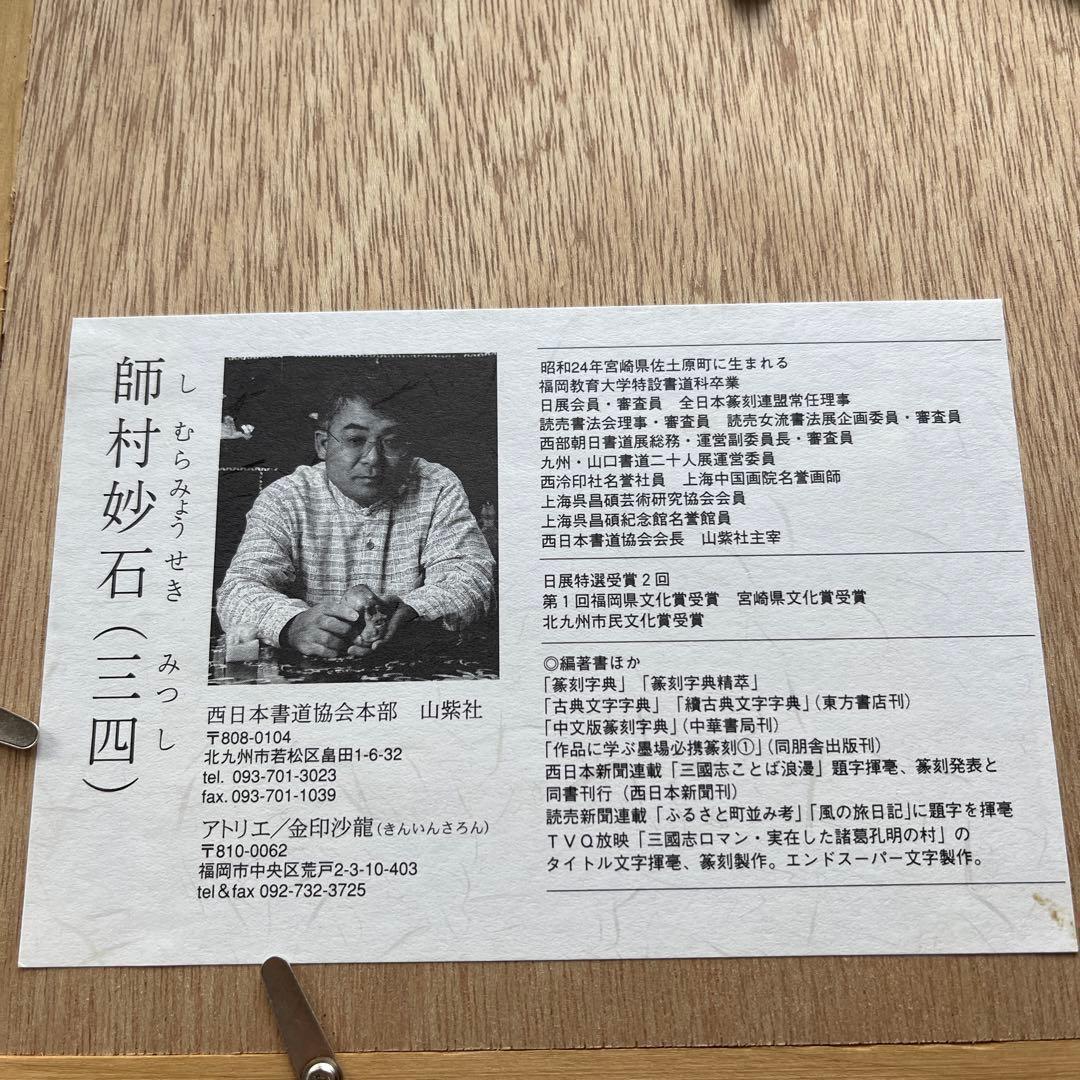 師村妙石（三四）
しむらみょうせき　みつし
西日本書道協会本部　山紫社
〒808-0104
北九州市若松区畠田1-6-32
tel. 093-701-3023
fax. 093-701-1039
アトリエ／金印沙龍（きんいんさろん）
〒810-0062
福岡市中央区荒戸2-3-10-403
tel＆fax 092-732-3725
昭和24年宮崎県佐土原町に生まれる
福岡教育大学特設書道科卒業
日展会員・審査員　全日本篆刻連盟常任理事
読売書法会理事・審査員　読売女流書法展企画委員・審査員
西部朝日書道展総務・運営副委員長・審査員
九州・山口書道二十人展運営委員
西泠印社名誉社員　上海中国画院名誉画師
上海呉昌碩芸術研究協会会員
上海呉昌碩紀念館名誉館員
西日本書道協会会長　山紫社主宰
日展特選受賞２回
第１回福岡県文化賞受賞　宮崎県文化賞受賞
北九州市民文化賞受賞
◎編著書ほか
「篆刻字典」「篆刻字典精萃」
「古典文字字典」「續古典文字字典」（東方書店刊）
「中文版篆刻字典」（中華書局刊）
「作品に学ぶ墨場必携篆刻①」（同朋舎出版刊）
西日本新聞連載「三國志ことば浪漫」題字揮毫、篆刻発表と
同書刊行（西日本新聞刊）
読売新聞連載「ふるさと町並み考」「風の旅日記」に題字を揮毫
ＴＶＱ放映「三國志ロマン・実在した諸葛孔明の村」の
タイトル文字揮毫、篆刻製作。エンドスーパー文字製作。